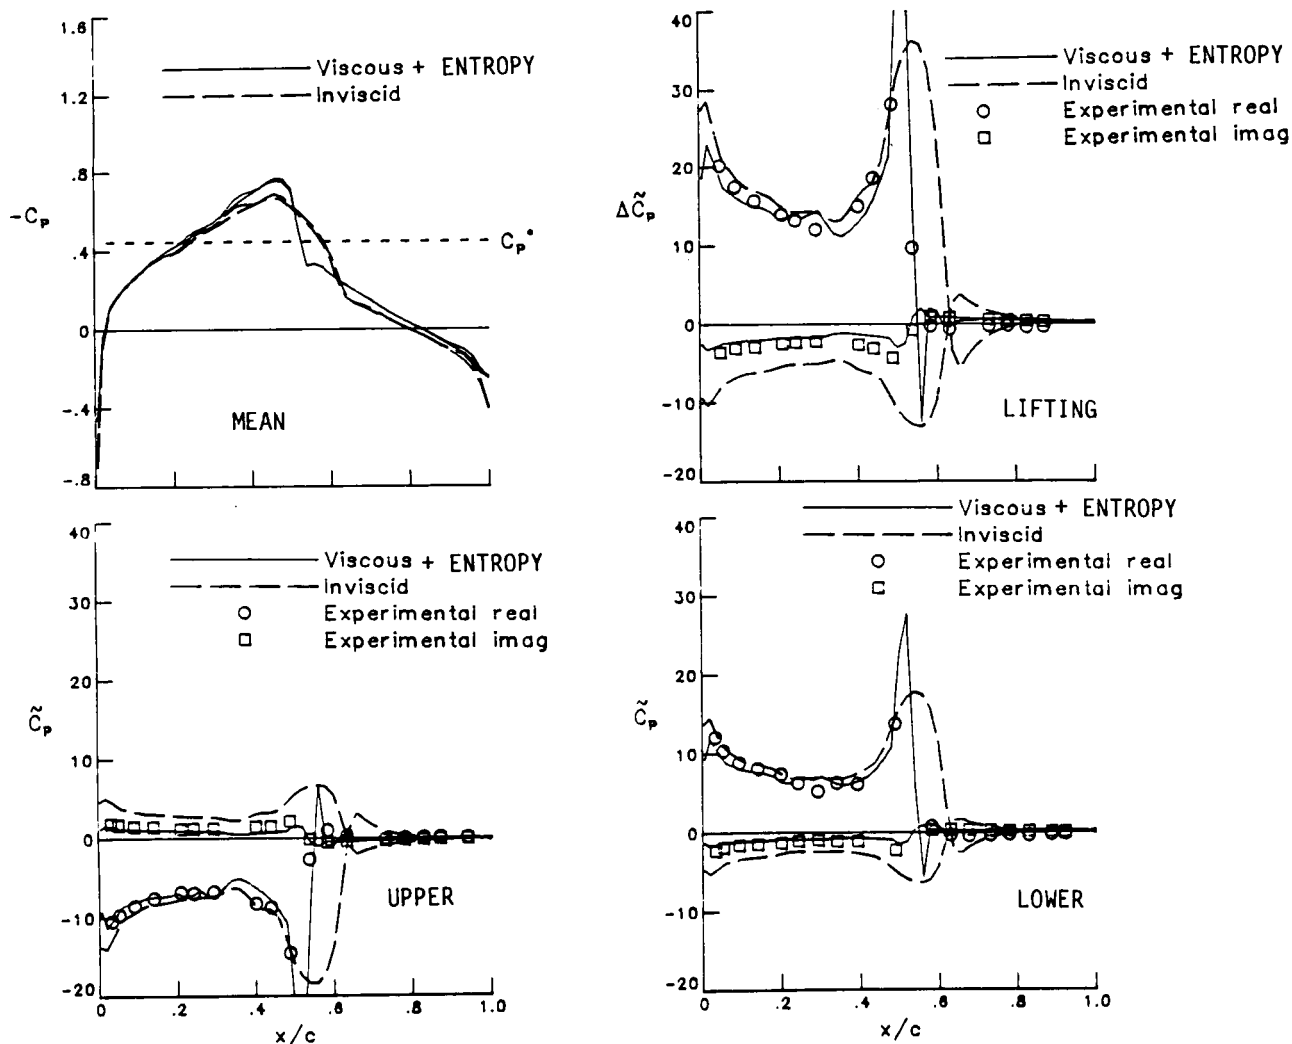 1.6
1.2
.8
.4
0
-.4
-.8
-Cₚ
Viscous + ENTROPY
Inviscid
Cₚ*
MEAN
40
30
20
10
0
-10
-20
ΔC̃ₚ
Viscous + ENTROPY
Inviscid
Experimental real
Experimental imag
LIFTING
40
30
20
10
0
-10
-20
C̃ₚ
Viscous + ENTROPY
Inviscid
Experimental real
Experimental imag
UPPER
0 .2 .4 .6 .8 1.0
x/c
40
30
20
10
0
-10
-20
C̃ₚ
Viscous + ENTROPY
Inviscid
Experimental real
Experimental imag
LOWER
0 .2 .4 .6 .8 1.0
x/c